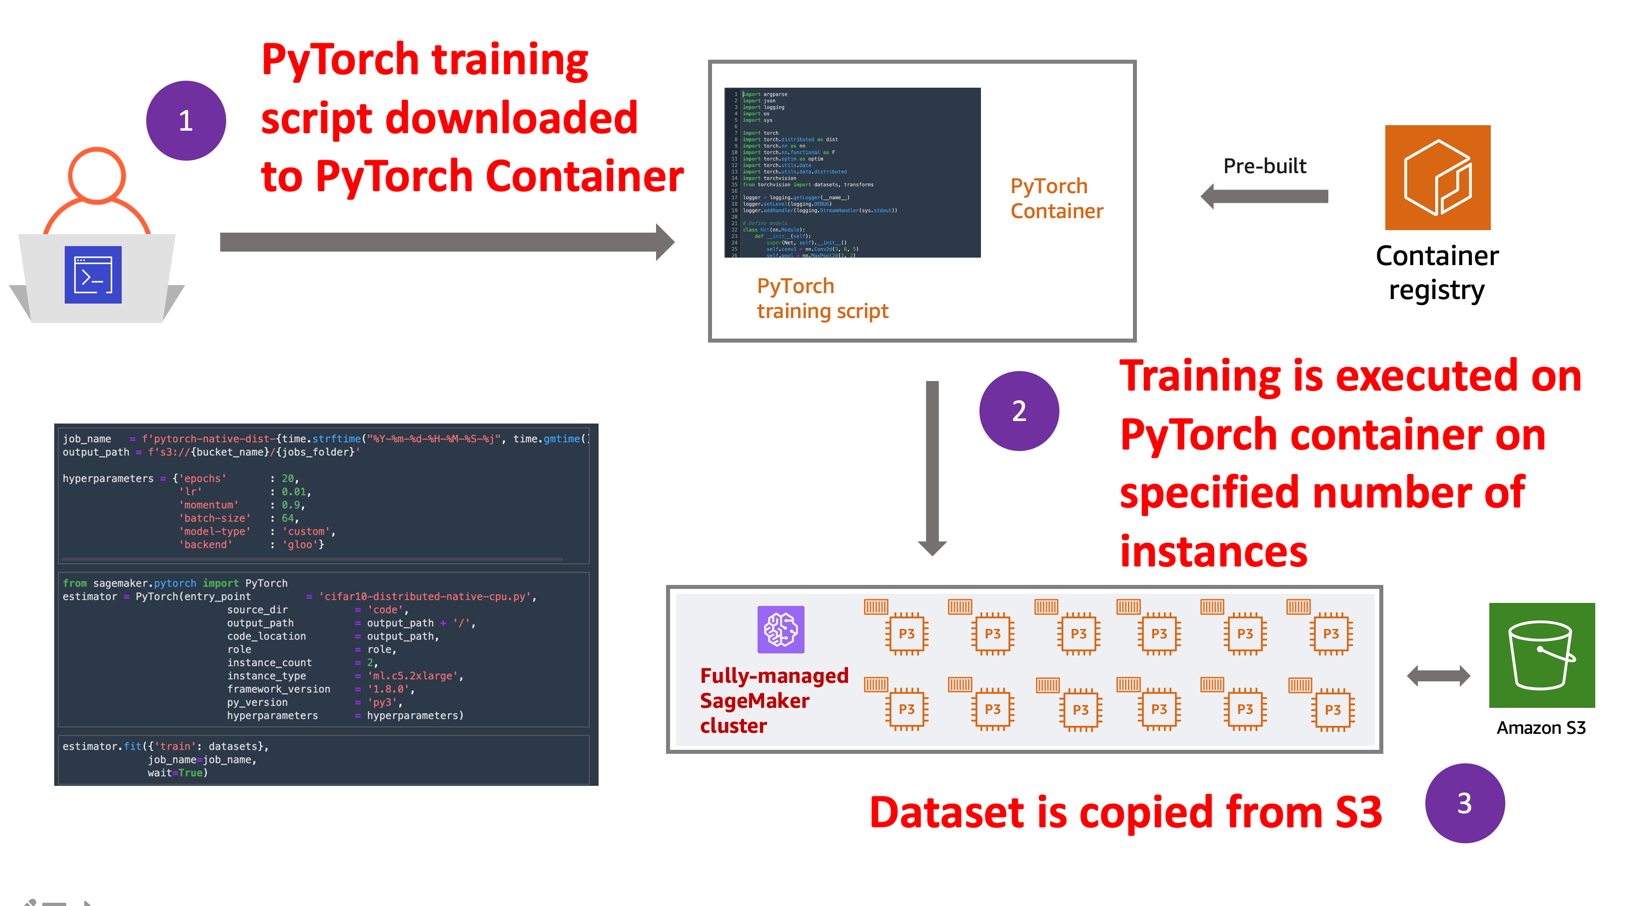 1
PyTorch training
script downloaded
to PyTorch Container
1 import argparse
2 import json
3 import logging
4 import os
5 import sys
6
7 import torch
8 import torch.distributed as dist
9 import torch.nn as nn
10 import torch.nn.functional as F
11 import torch.optim as optim
12 import torch.utils.data
13 import torch.utils.data.distributed
14 import torchvision
15 from torchvision import datasets, transforms
16
17 logger = logging.getLogger(__name__)
18 logger.setLevel(logging.DEBUG)
19 logger.addHandler(logging.StreamHandler(sys.stdout))
20
21 # Define models
22 class Net(nn.Module):
23 def __init__(self):
24 super(Net, self).__init__()
25 self.conv1 = nn.Conv2d(3, 6, 5)
26 self.pool = nn.MaxPool2d(2, 2)
PyTorch
training script
PyTorch
Container
Pre-built
Container
registry
2
Training is executed on
PyTorch container on
specified number of
instances
job_name = f'pytorch-native-dist-{time.strftime("%Y-%m-%d-%H-%M-%S-%j", time.gmtime()
output_path = f's3://{bucket_name}/{jobs_folder}'
hyperparameters = {'epochs' : 20,
'lr' : 0.01,
'momentum' : 0.9,
'batch-size' : 64,
'model-type' : 'custom',
'backend' : 'gloo'}
from sagemaker.pytorch import PyTorch
estimator = PyTorch(entry_point = 'cifar10-distributed-native-cpu.py',
source_dir = 'code',
output_path = output_path + '/',
code_location = output_path,
role = role,
instance_count = 2,
instance_type = 'ml.c5.2xlarge',
framework_version = '1.8.0',
py_version = 'py3',
hyperparameters = hyperparameters)
estimator.fit({'train': datasets},
job_name=job_name,
wait=True)
Fully-managed
SageMaker
cluster
P3 P3 P3 P3 P3 P3
P3 P3 P3 P3 P3 P3
Amazon S3
Dataset is copied from S3
3